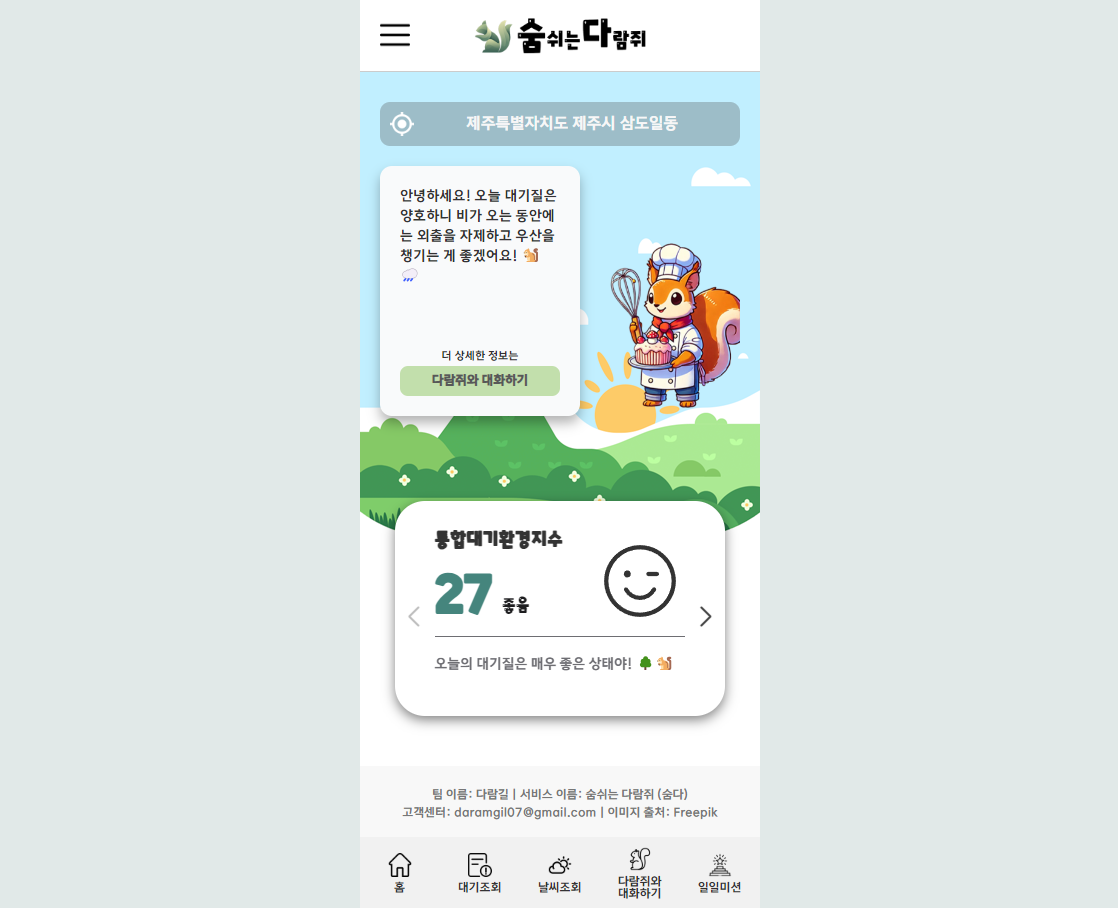 숨쉬는다람쥐
제주특별자치도 제주시 삼도일동
안녕하세요! 오늘 대기질은
양호하니 비가 오는 동안에
는 외출을 자제하고 우산을
챙기는 게 좋겠어요! 🐿️
🌧️
더 상세한 정보는
다람쥐와 대화하기
통합대기환경지수
27 좋음
오늘의 대기질은 매우 좋은 상태야! 🌳🐿️
팀 이름: 다람길 | 서비스 이름: 숨쉬는 다람쥐 (숨다)
고객센터: daramgil07@gmail.com | 이미지 출처: Freepik
홈
대기조회
날씨조회
다람쥐와
대화하기
일일미션